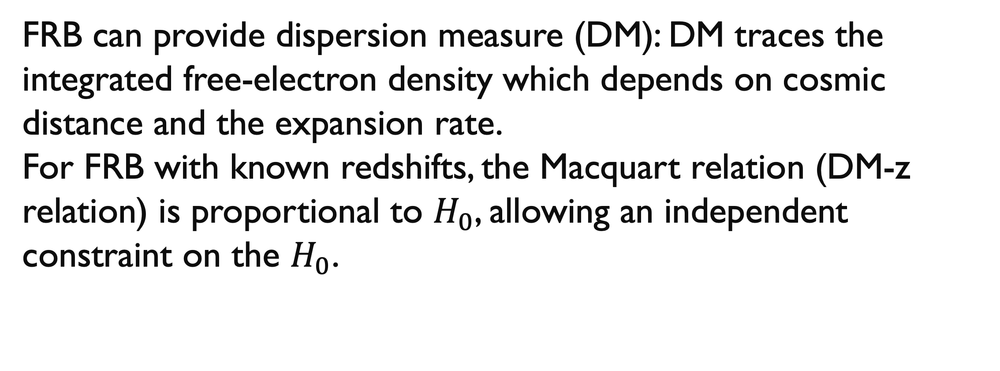 FRB can provide dispersion measure (DM): DM traces the
integrated free-electron density which depends on cosmic
distance and the expansion rate.
For FRB with known redshifts, the Macquart relation (DM-z
relation) is proportional to H₀, allowing an independent
constraint on the H₀.